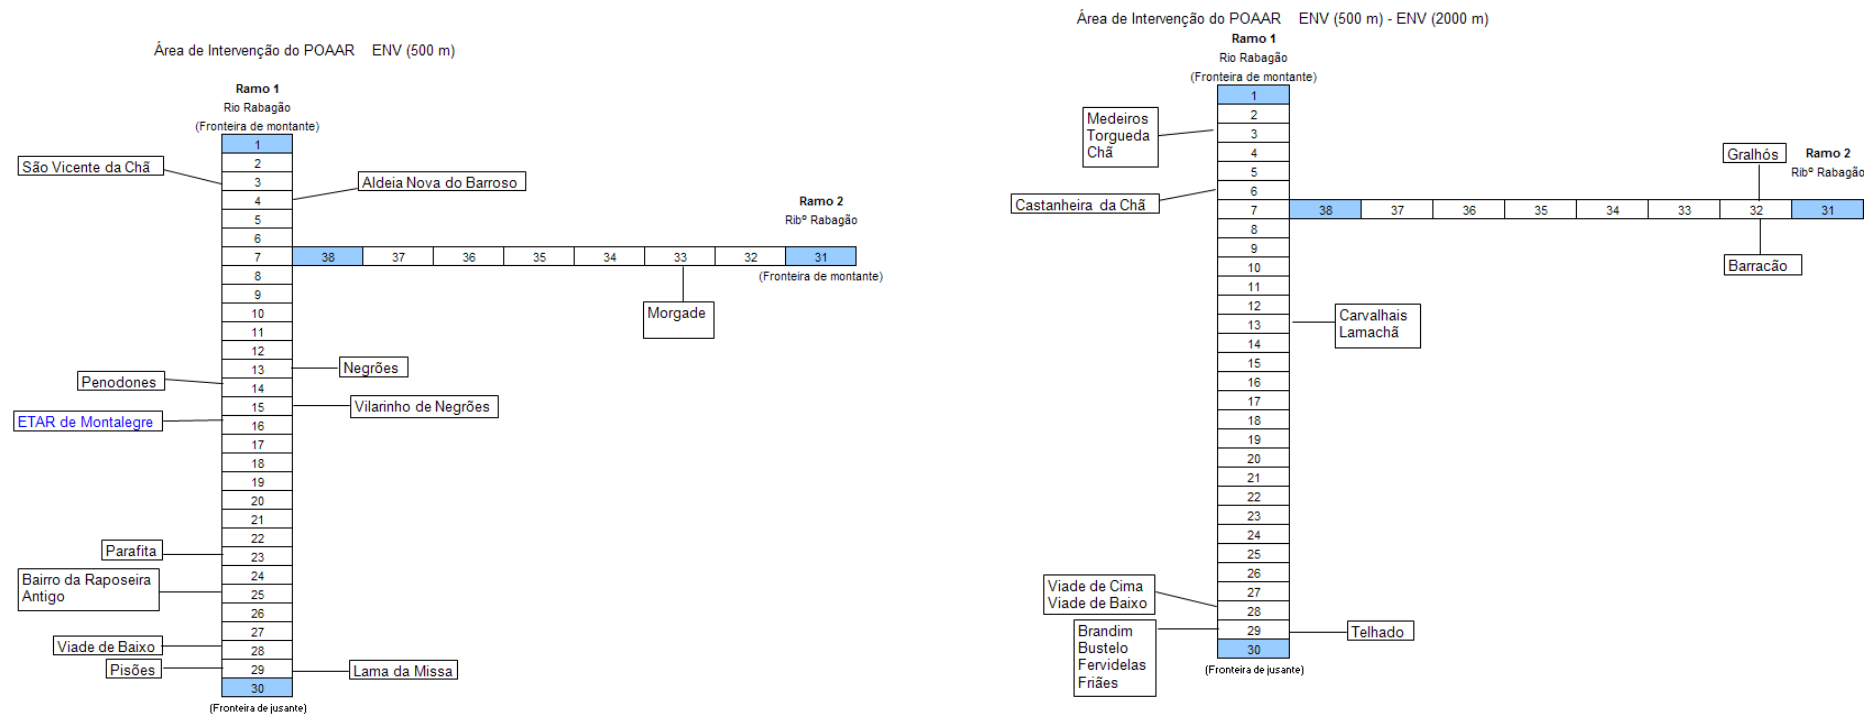 Área de Intervenção do POAAR ENV (500 m)
Ramo 1
Rio Rabagão
(Fronteira de montante)
1
2
São Vicente da Chã
3
Aldeia Nova do Barroso
4
5
6
Ramo 2
Ribº Rabagão
7 38 37 36 35 34 33 32 31
(Fronteira de montante)
8
9
10
Morgade
11
12
13
Negrões
Penodones
14
15
Vilarinho de Negrões
ETAR de Montalegre
16
17
18
19
20
21
22
Parafita
23
24
Bairro da Raposeira
Antigo
25
26
27
Viade de Baixo
28
Pisões
29
Lama da Missa
30
(Fronteira de jusante)
Área de Intervenção do POAAR ENV (500 m) - ENV (2000 m)
Ramo 1
Rio Rabagão
(Fronteira de montante)
1
2
Medeiros
Torgueda
Chã
3
4
5
6
Castanheira da Chã
Gralhós
Ramo 2
Ribº Rabagão
7 38 37 36 35 34 33 32 31
8
9
10
Barracão
11
12
13
Carvalhais
Lamachã
14
15
16
17
18
19
20
21
22
23
24
25
26
27
Viade de Cima
Viade de Baixo
28
29
Brandim
Bustelo
Fervidelas
Friães
Telhado
30
(Fronteira de jusante)